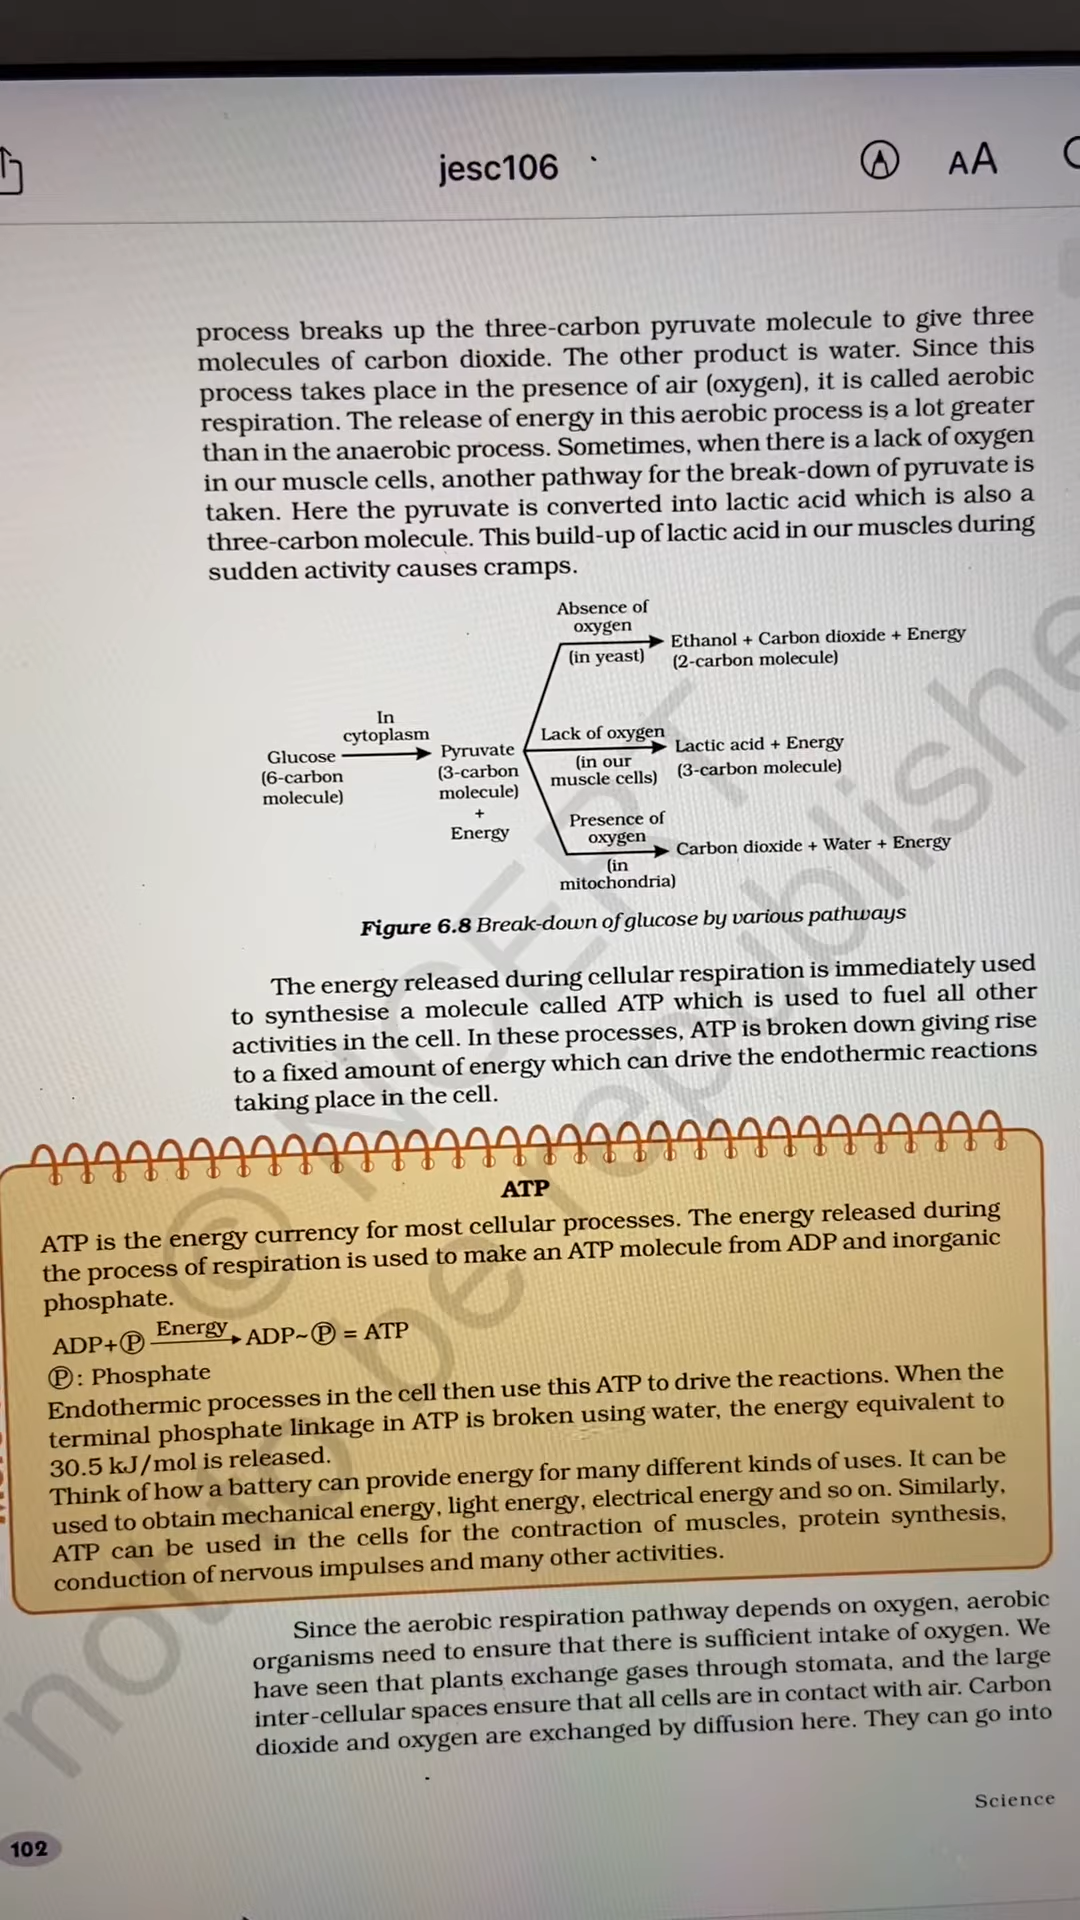 jesc106
AA
process breaks up the three-carbon pyruvate molecule to give three
molecules of carbon dioxide. The other product is water. Since this
process takes place in the presence of air (oxygen), it is called aerobic
respiration. The release of energy in this aerobic process is a lot greater
than in the anaerobic process. Sometimes, when there is a lack of oxygen
in our muscle cells, another pathway for the break-down of pyruvate is
taken. Here the pyruvate is converted into lactic acid which is also a
three-carbon molecule. This build-up of lactic acid in our muscles during
sudden activity causes cramps.
Absence of
oxygen
(in yeast)
Ethanol + Carbon dioxide + Energy
(2-carbon molecule)
In
cytoplasm
Glucose
(6-carbon
molecule)
Pyruvate
(3-carbon
molecule)
+
Energy
Lack of oxygen
(in our
muscle cells)
Lactic acid + Energy
(3-carbon molecule)
Presence of
oxygen
(in
mitochondria)
Carbon dioxide + Water + Energy
Figure 6.8 Break-down of glucose by various pathways
The energy released during cellular respiration is immediately used
to synthesise a molecule called ATP which is used to fuel all other
activities in the cell. In these processes, ATP is broken down giving rise
to a fixed amount of energy which can drive the endothermic reactions
taking place in the cell.
ATP
ATP is the energy currency for most cellular processes. The energy released during
the process of respiration is used to make an ATP molecule from ADP and inorganic
phosphate.
ADP+Ⓟ Energy→ ADP~Ⓟ = ATP
Ⓟ: Phosphate
Endothermic processes in the cell then use this ATP to drive the reactions. When the
terminal phosphate linkage in ATP is broken using water, the energy equivalent to
30.5 kJ/mol is released.
Think of how a battery can provide energy for many different kinds of uses. It can be
used to obtain mechanical energy, light energy, electrical energy and so on. Similarly,
ATP can be used in the cells for the contraction of muscles, protein synthesis,
conduction of nervous impulses and many other activities.
Since the aerobic respiration pathway depends on oxygen, aerobic
organisms need to ensure that there is sufficient intake of oxygen. We
have seen that plants exchange gases through stomata, and the large
inter-cellular spaces ensure that all cells are in contact with air. Carbon
dioxide and oxygen are exchanged by diffusion here. They can go into
Science
102
© NCERT
not be republishe